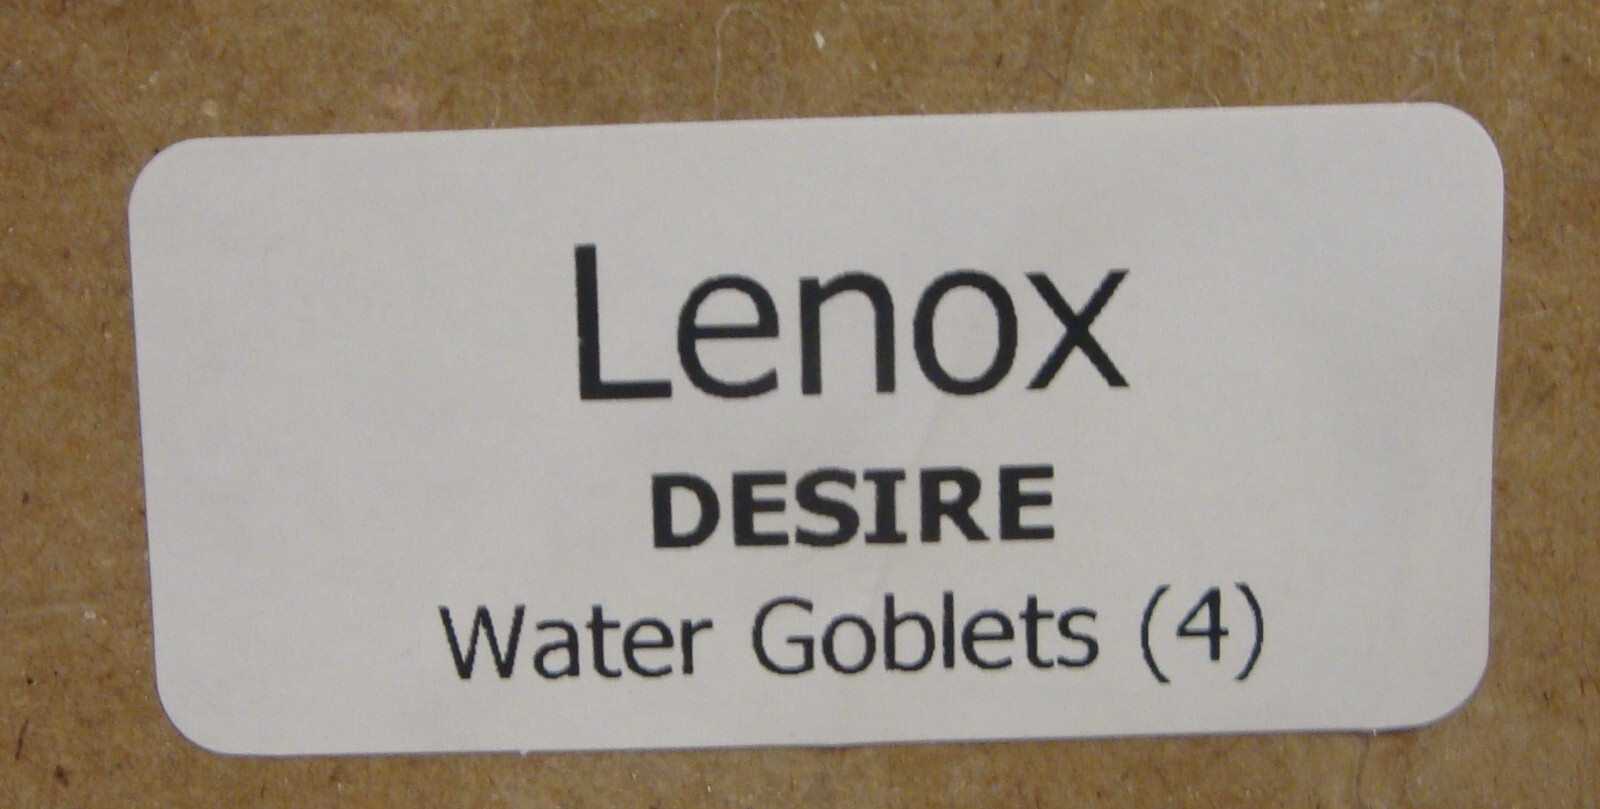 Lenox
DESIRE
Water Goblets (4)